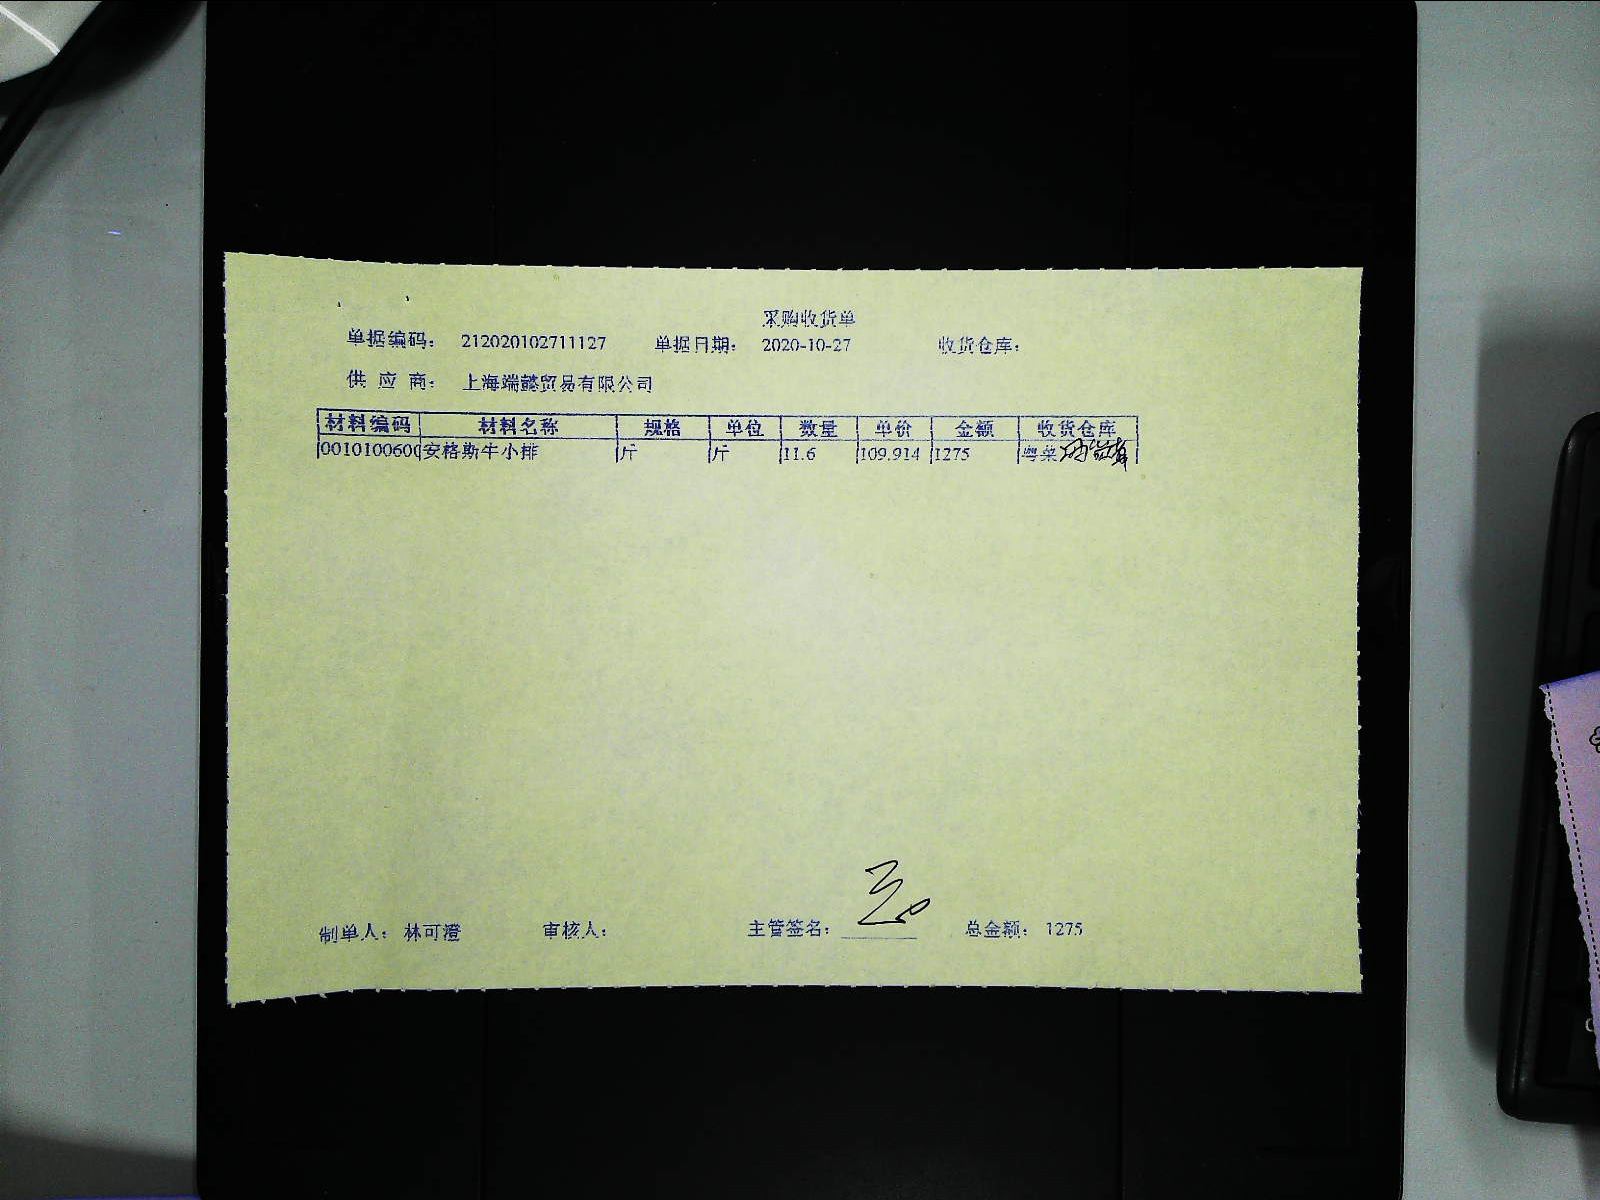 采购收货单
单据编码： 212020102711127 单据日期： 2020-10-27 收货仓库：
供 应 商： 上海端懿贸易有限公司
材料编码 材料名称 规格 单位 数量 单价 金额 收货仓库
0010100600 安格斯牛小排 斤 斤 11.6 109.914 1275 粤菜
制单人： 林可澄 审核人： 主管签名： 总金额： 1275